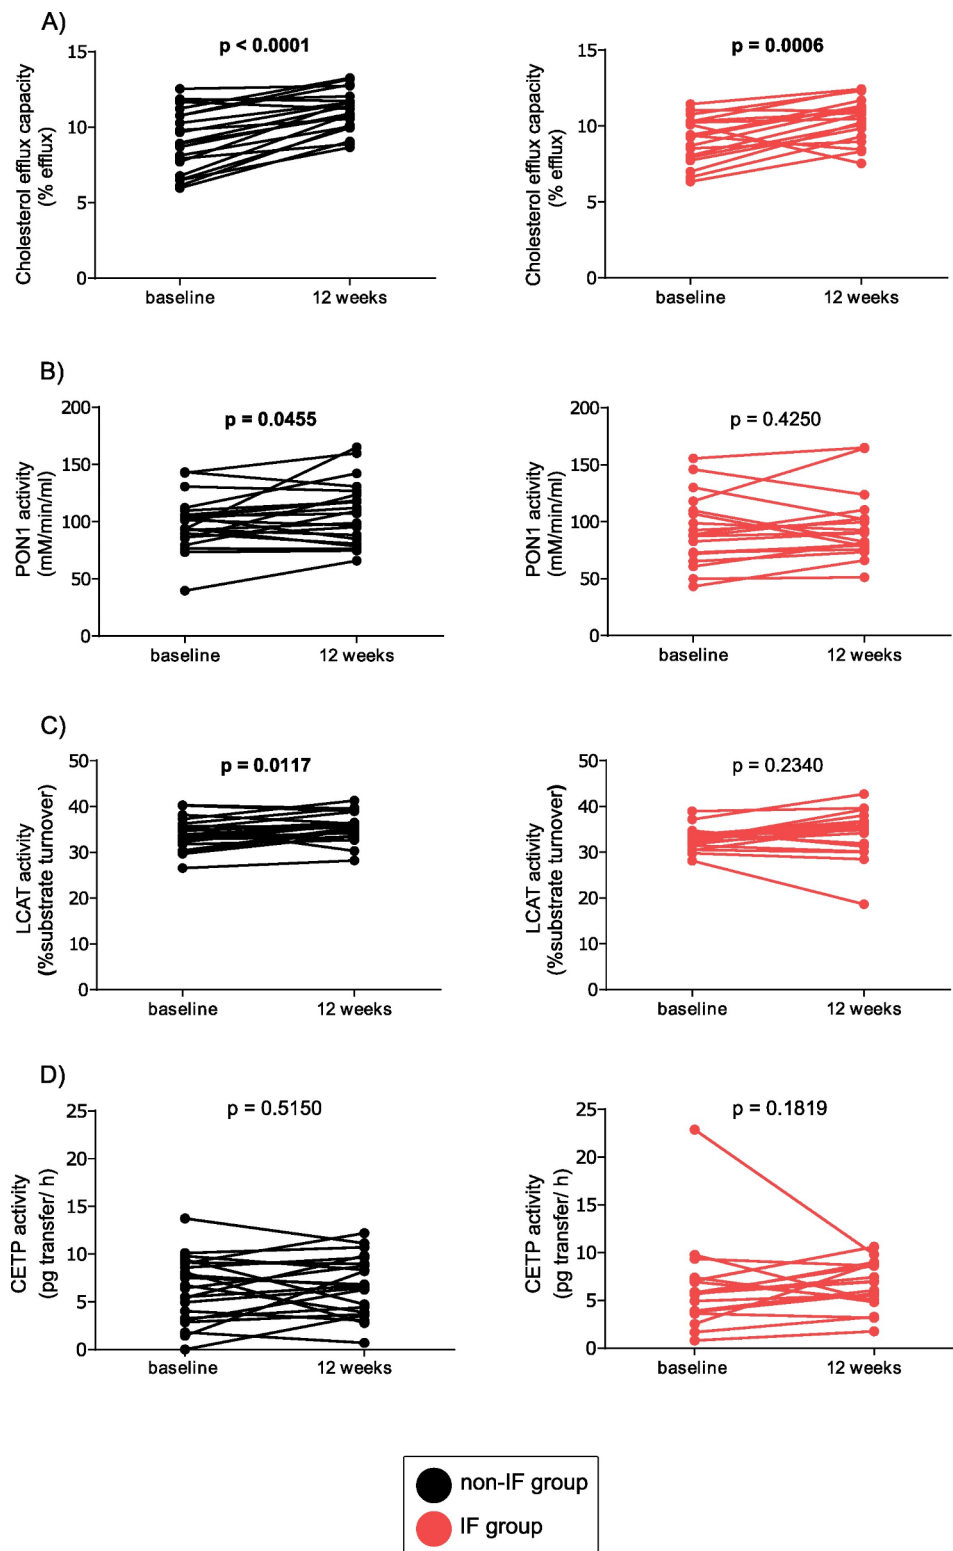 A)
p < 0.0001
p = 0.0006
Cholesterol efflux capacity
(% efflux)
15
10
5
0
baseline
12 weeks
Cholesterol efflux capacity
(% efflux)
15
10
5
0
baseline
12 weeks
B)
p = 0.0455
p = 0.4250
PON1 activity
(mM/min/ml)
200
150
100
50
0
baseline
12 weeks
PON1 activity
(mM/min/ml)
200
150
100
50
0
baseline
12 weeks
C)
p = 0.0117
p = 0.2340
LCAT activity
(%substrate turnover)
50
40
30
20
10
0
baseline
12 weeks
LCAT activity
(%substrate turnover)
50
40
30
20
10
0
baseline
12 weeks
D)
p = 0.5150
p = 0.1819
CETP activity
(pg transfer/ h)
25
20
15
10
5
0
baseline
12 weeks
CETP activity
(pg transfer/ h)
25
20
15
10
5
0
baseline
12 weeks
non-IF group
IF group